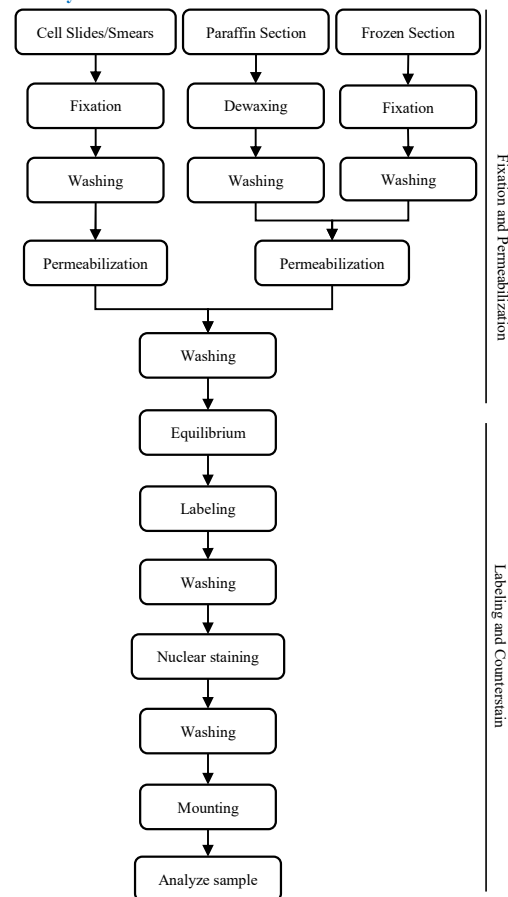 Cell Slides/Smears
Paraffin Section
Frozen Section
Fixation
Dewaxing
Fixation
Washing
Washing
Washing
Permeabilization
Permeabilization
Washing
Fixation and Permeabilization
Equilibrium
Labeling
Washing
Nuclear staining
Washing
Mounting
Analyze sample
Labeling and Counterstain